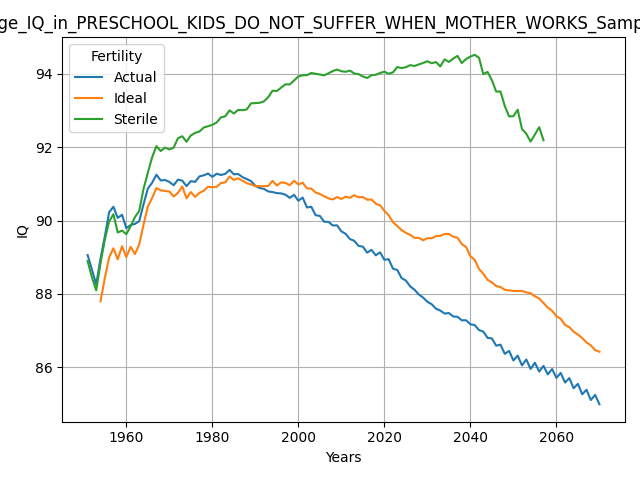 ge_IQ_in_PRESCHOOL_KIDS_DO_NOT_SUFFER_WHEN_MOTHER_WORKS_Samp
Fertility
Actual
Ideal
Sterile
94
92
90
88
86
IQ
1960 1980 2000 2020 2040 2060
Years